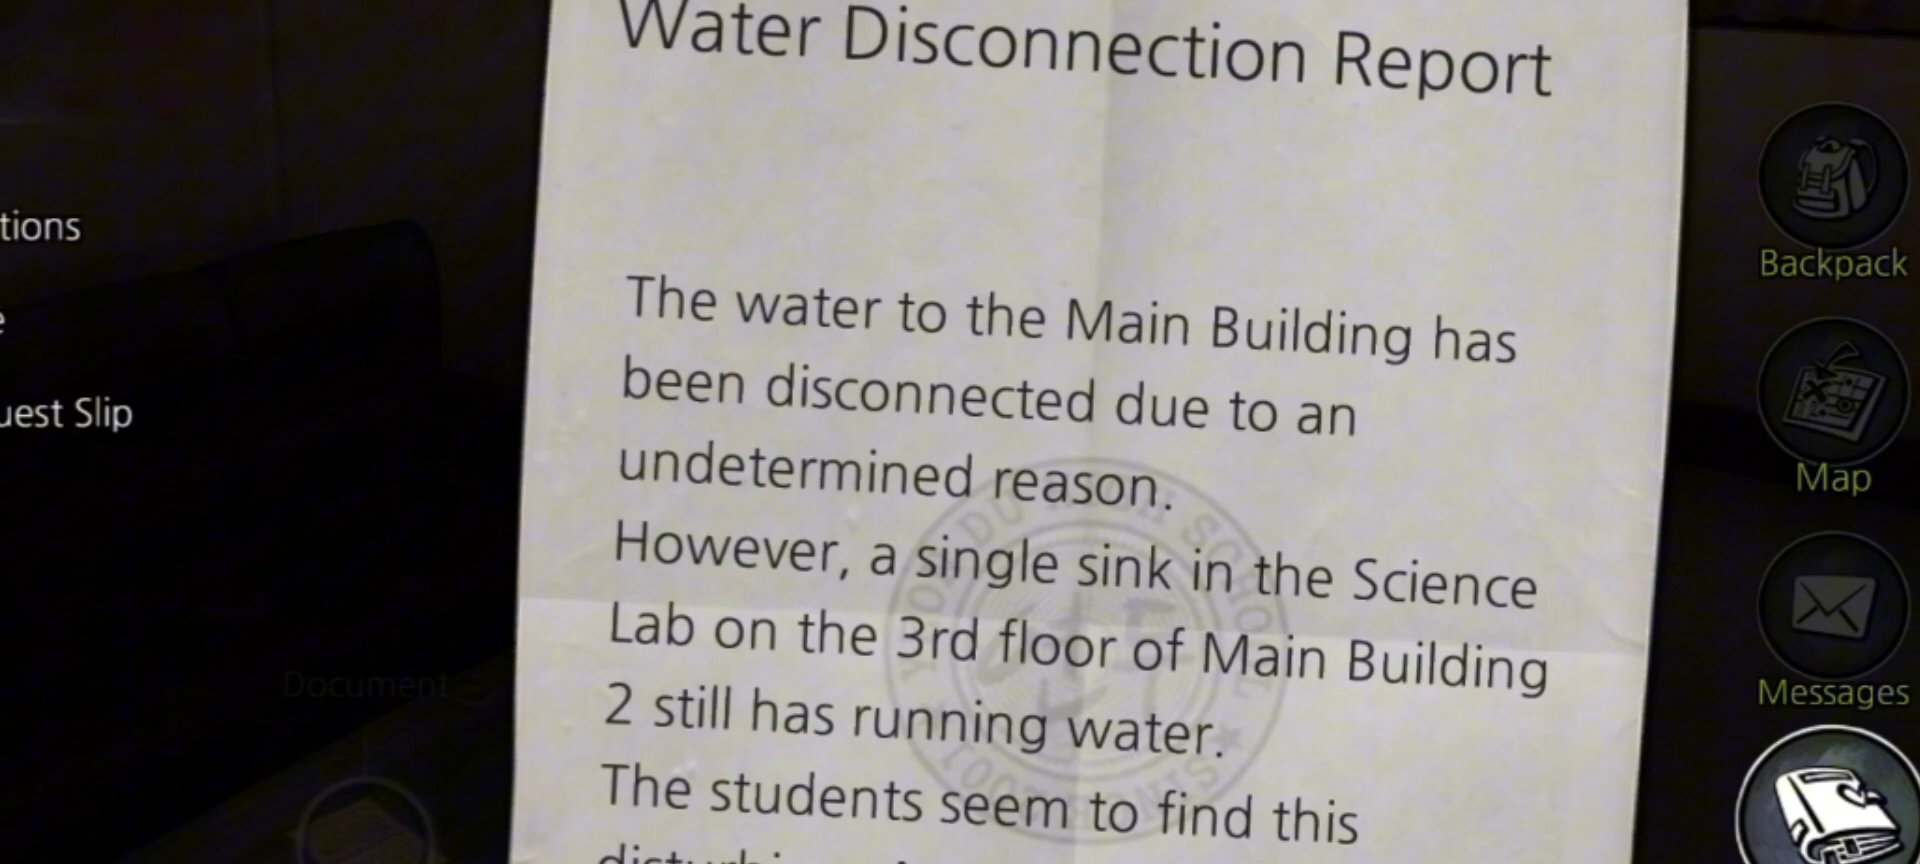 Water Disconnection Report
The water to the Main Building has
been disconnected due to an
undetermined reason.
However, a single sink in the Science
Lab on the 3rd floor of Main Building
2 still has running water.
The students seem to find this
tions
e
uest Slip
Document
Backpack
Map
Messages